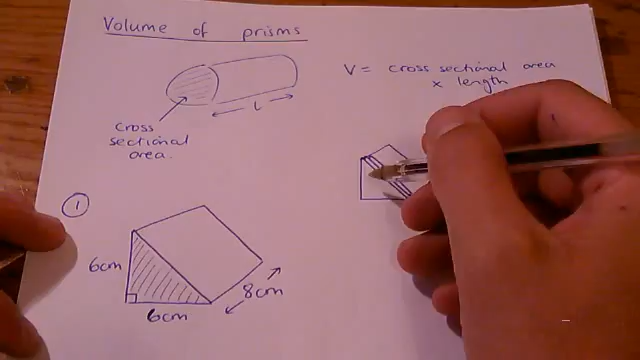 Volume of prisms
V = cross sectional area
x length
L
cross
sectional
area.
1
6cm
8cm
6cm